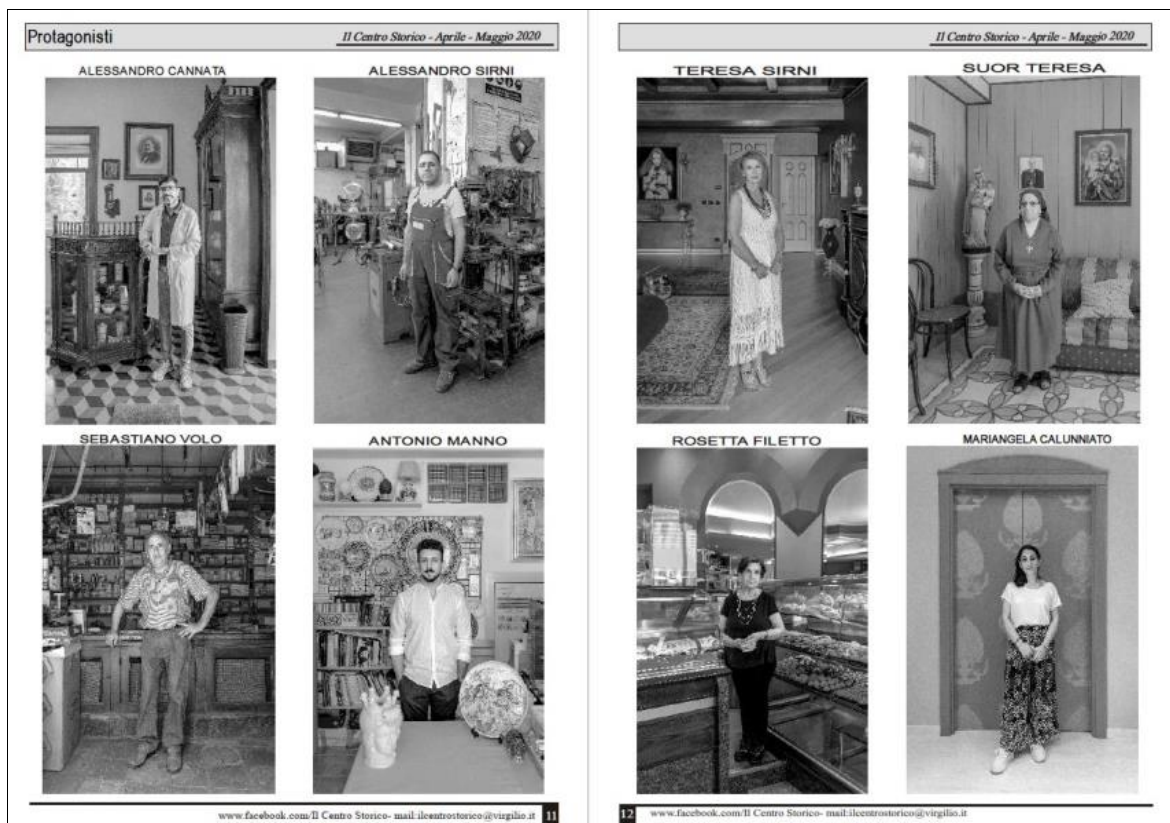 Protagonisti
Il Centro Storico - Aprile - Maggio 2020
ALESSANDRO CANNATA
ALESSANDRO SIRNI
SEBASTIANO VOLO
ANTONIO MANNO
www.facebook.com/Il Centro Storico- mail:ilcentrostorico@virgilio.it 11
Il Centro Storico - Aprile - Maggio 2020
TERESA SIRNI
SUOR TERESA
ROSETTA FILETTO
MARIANGELA CALUNNIATO
12 www.facebook.com/Il Centro Storico- mail:ilcentrostorico@virgilio.it